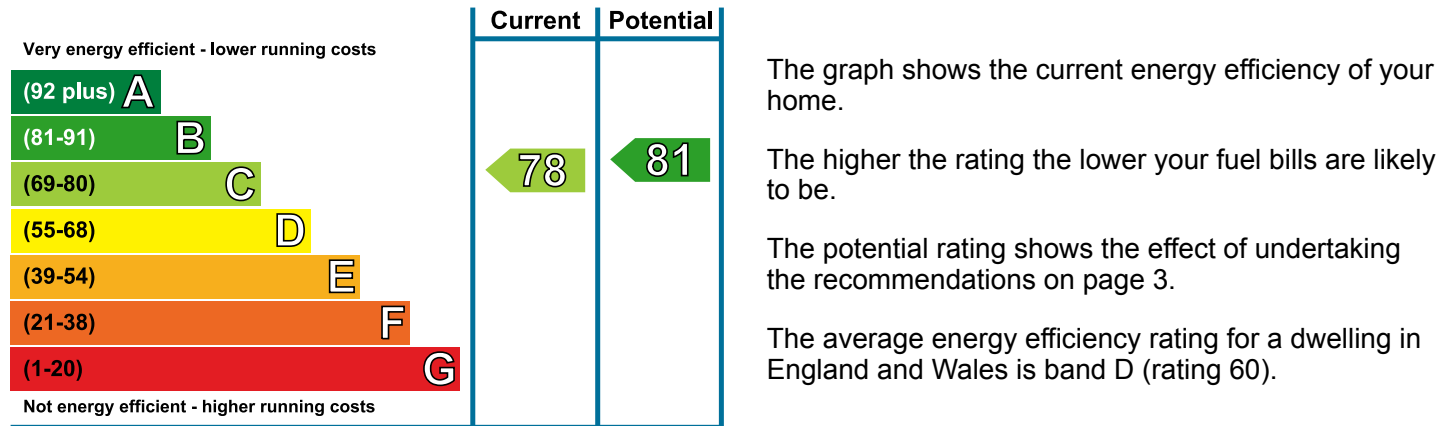 Current Potential
Very energy efficient - lower running costs
(92 plus) A
(81-91) B
(69-80) C
(55-68) D
(39-54) E
(21-38) F
(1-20) G
Not energy efficient - higher running costs
78
81
The graph shows the current energy efficiency of your
home.
The higher the rating the lower your fuel bills are likely
to be.
The potential rating shows the effect of undertaking
the recommendations on page 3.
The average energy efficiency rating for a dwelling in
England and Wales is band D (rating 60).